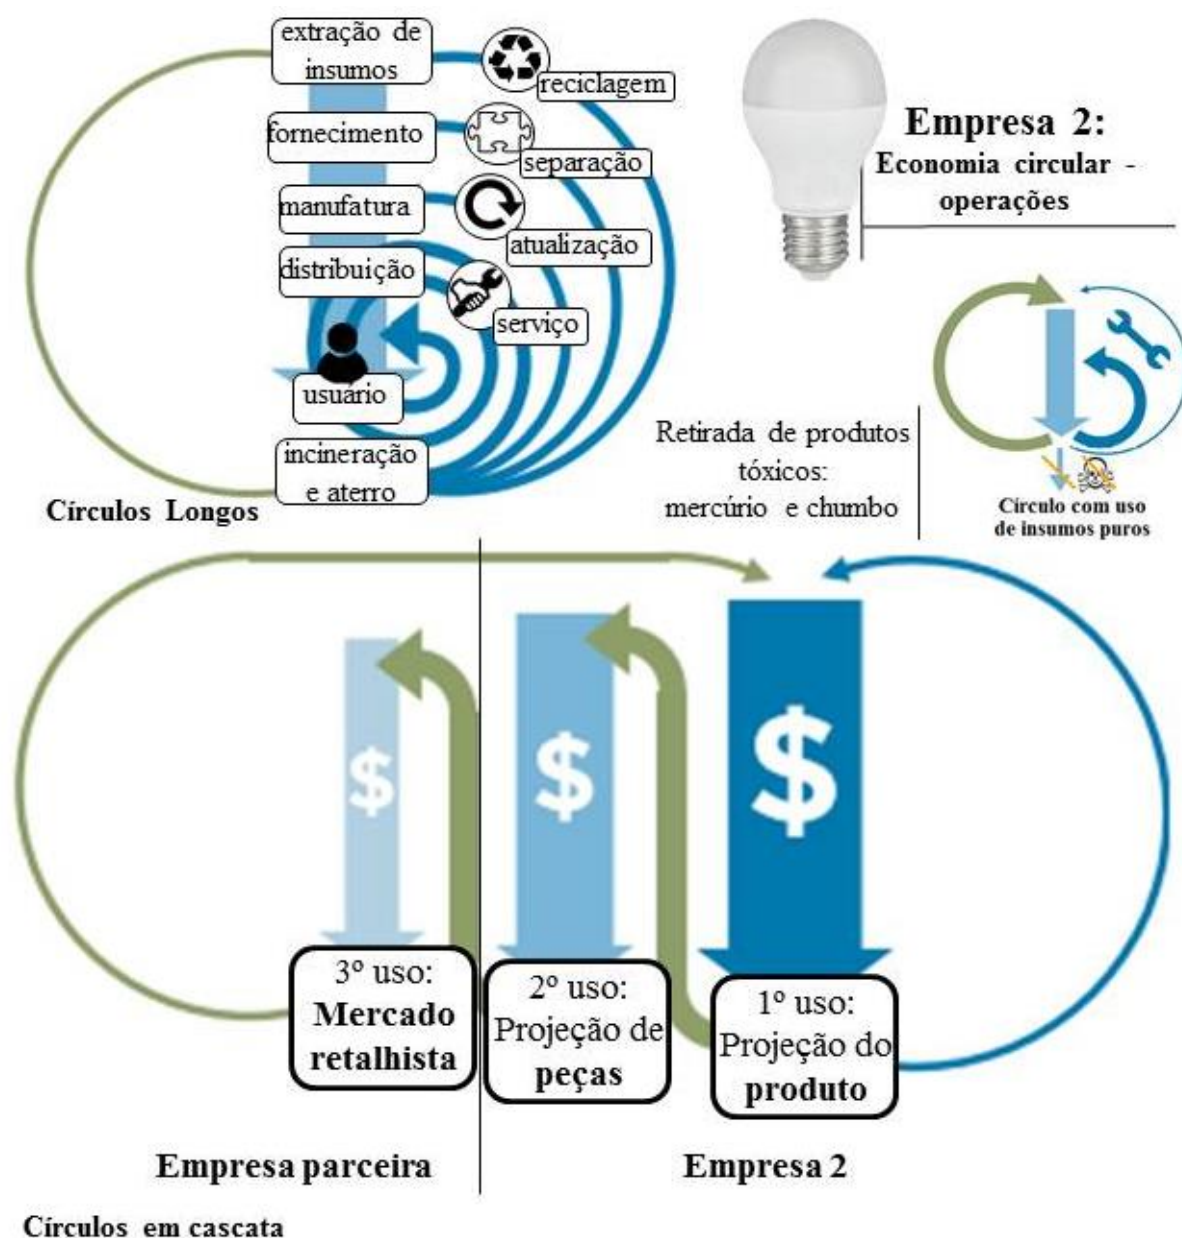 extração de
insumos
reciclagem
fornecimento
separação
manufatura
atualização
distribuição
serviço
usuário
incineração
e aterro
Círculos Longos
Empresa 2:
Economia circular -
operações
Retirada de produtos
tóxicos:
mercúrio e chumbo
Círculo com uso
de insumos puros
$
$
$
3º uso:
Mercado
retalhista
2º uso:
Projeção de
peças
1º uso:
Projeção do
produto
Empresa parceira
Empresa 2
Círculos em cascata